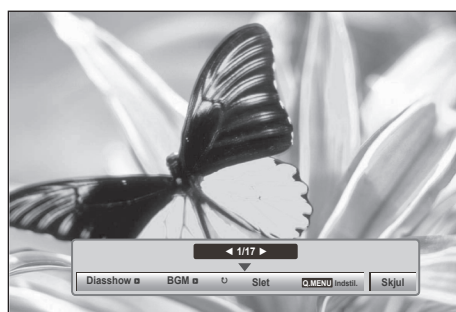 ◄ 1/17 ►
Diasshow BGM ↻ Slet Q.MENU Indstil. Skjul